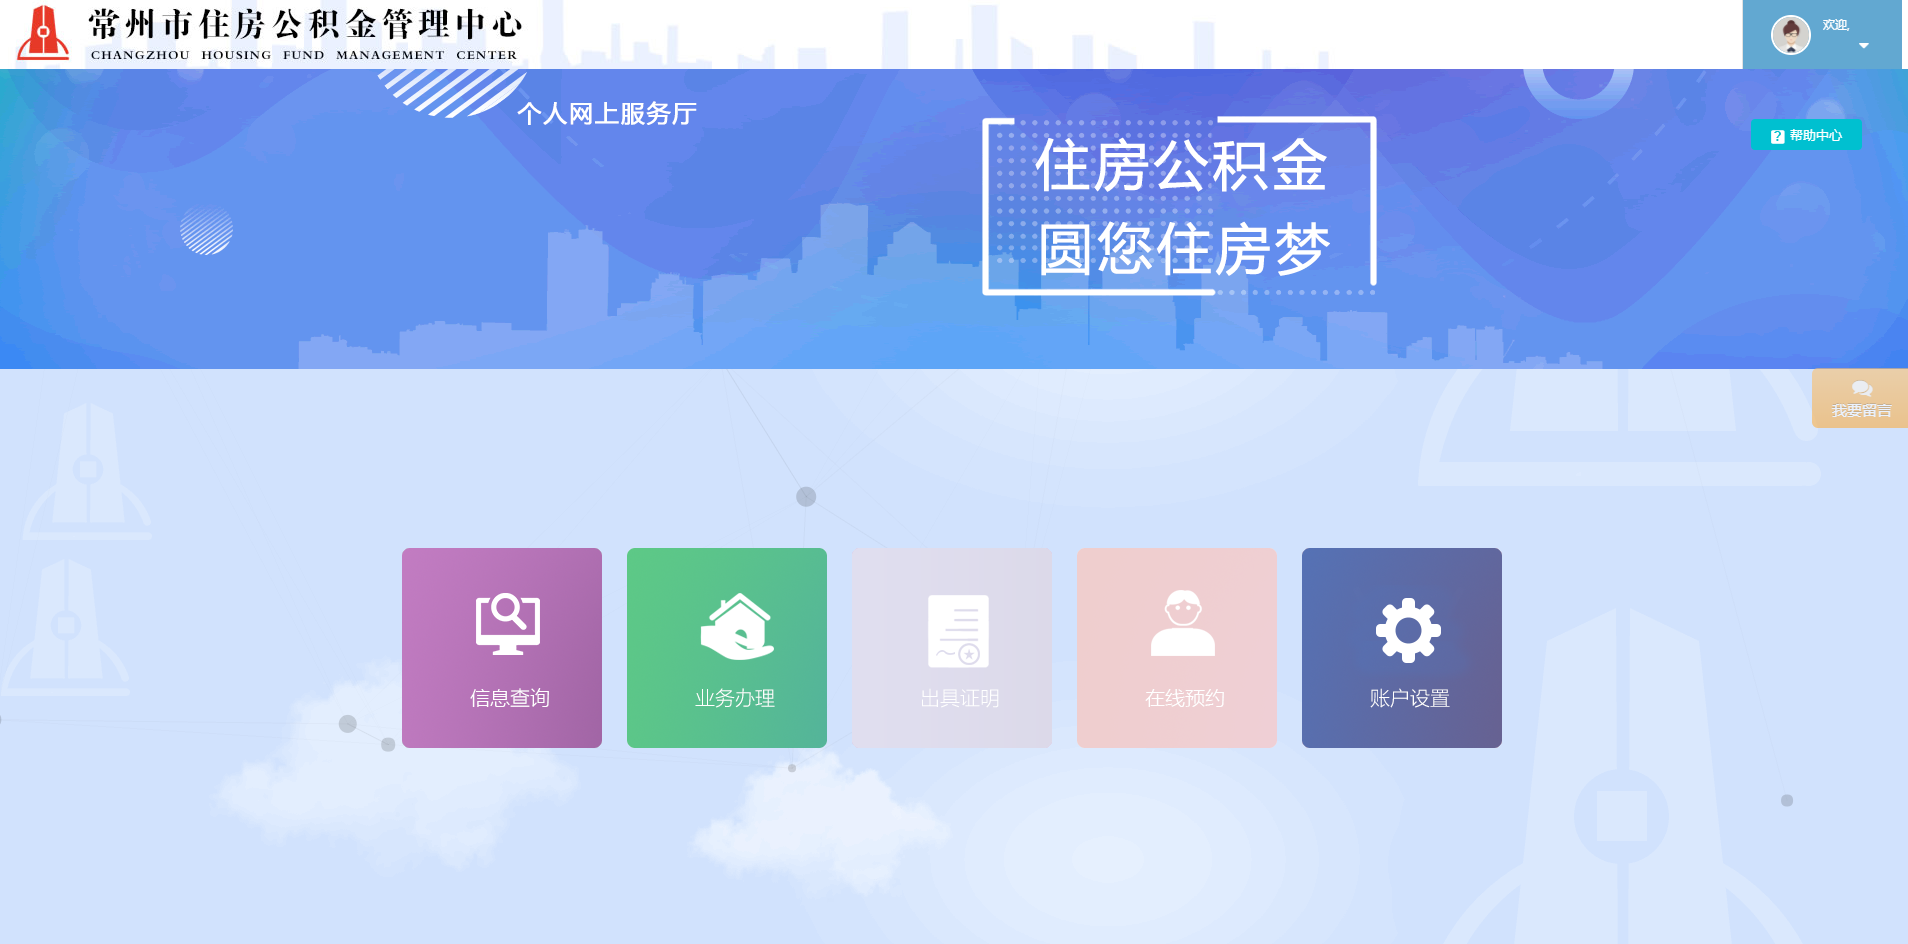 常州市住房公积金管理中心
CHANGZHOU HOUSING FUND MANAGEMENT CENTER
欢迎,
个人网上服务厅
帮助中心
住房公积金
圆您住房梦
我要留言
信息查询
业务办理
出具证明
在线预约
账户设置